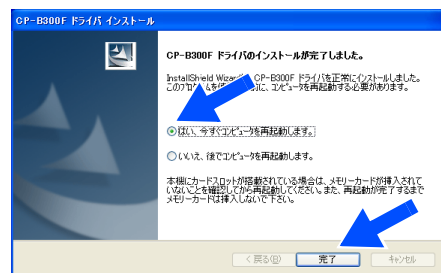 CP-B300F ドライバ インストール
CP-B300F ドライバのインストールが完了しました。
InstallShield Wizard CP-B300F ドライバを正常にインストールしました。
このプログラムを 前に、コンピュータを再起動する必要があります。
はい、今すぐコンピュータを再起動します。
いいえ、後でコンピュータを再起動します。
本機にカードスロットが搭載されている場合は、メモリーカードが挿入されて
いないことを確認してから再起動してください。また、再起動が完了するまで
メモリーカードは挿入しないで下さい。
< 戻る(B)
完了
キャンセル